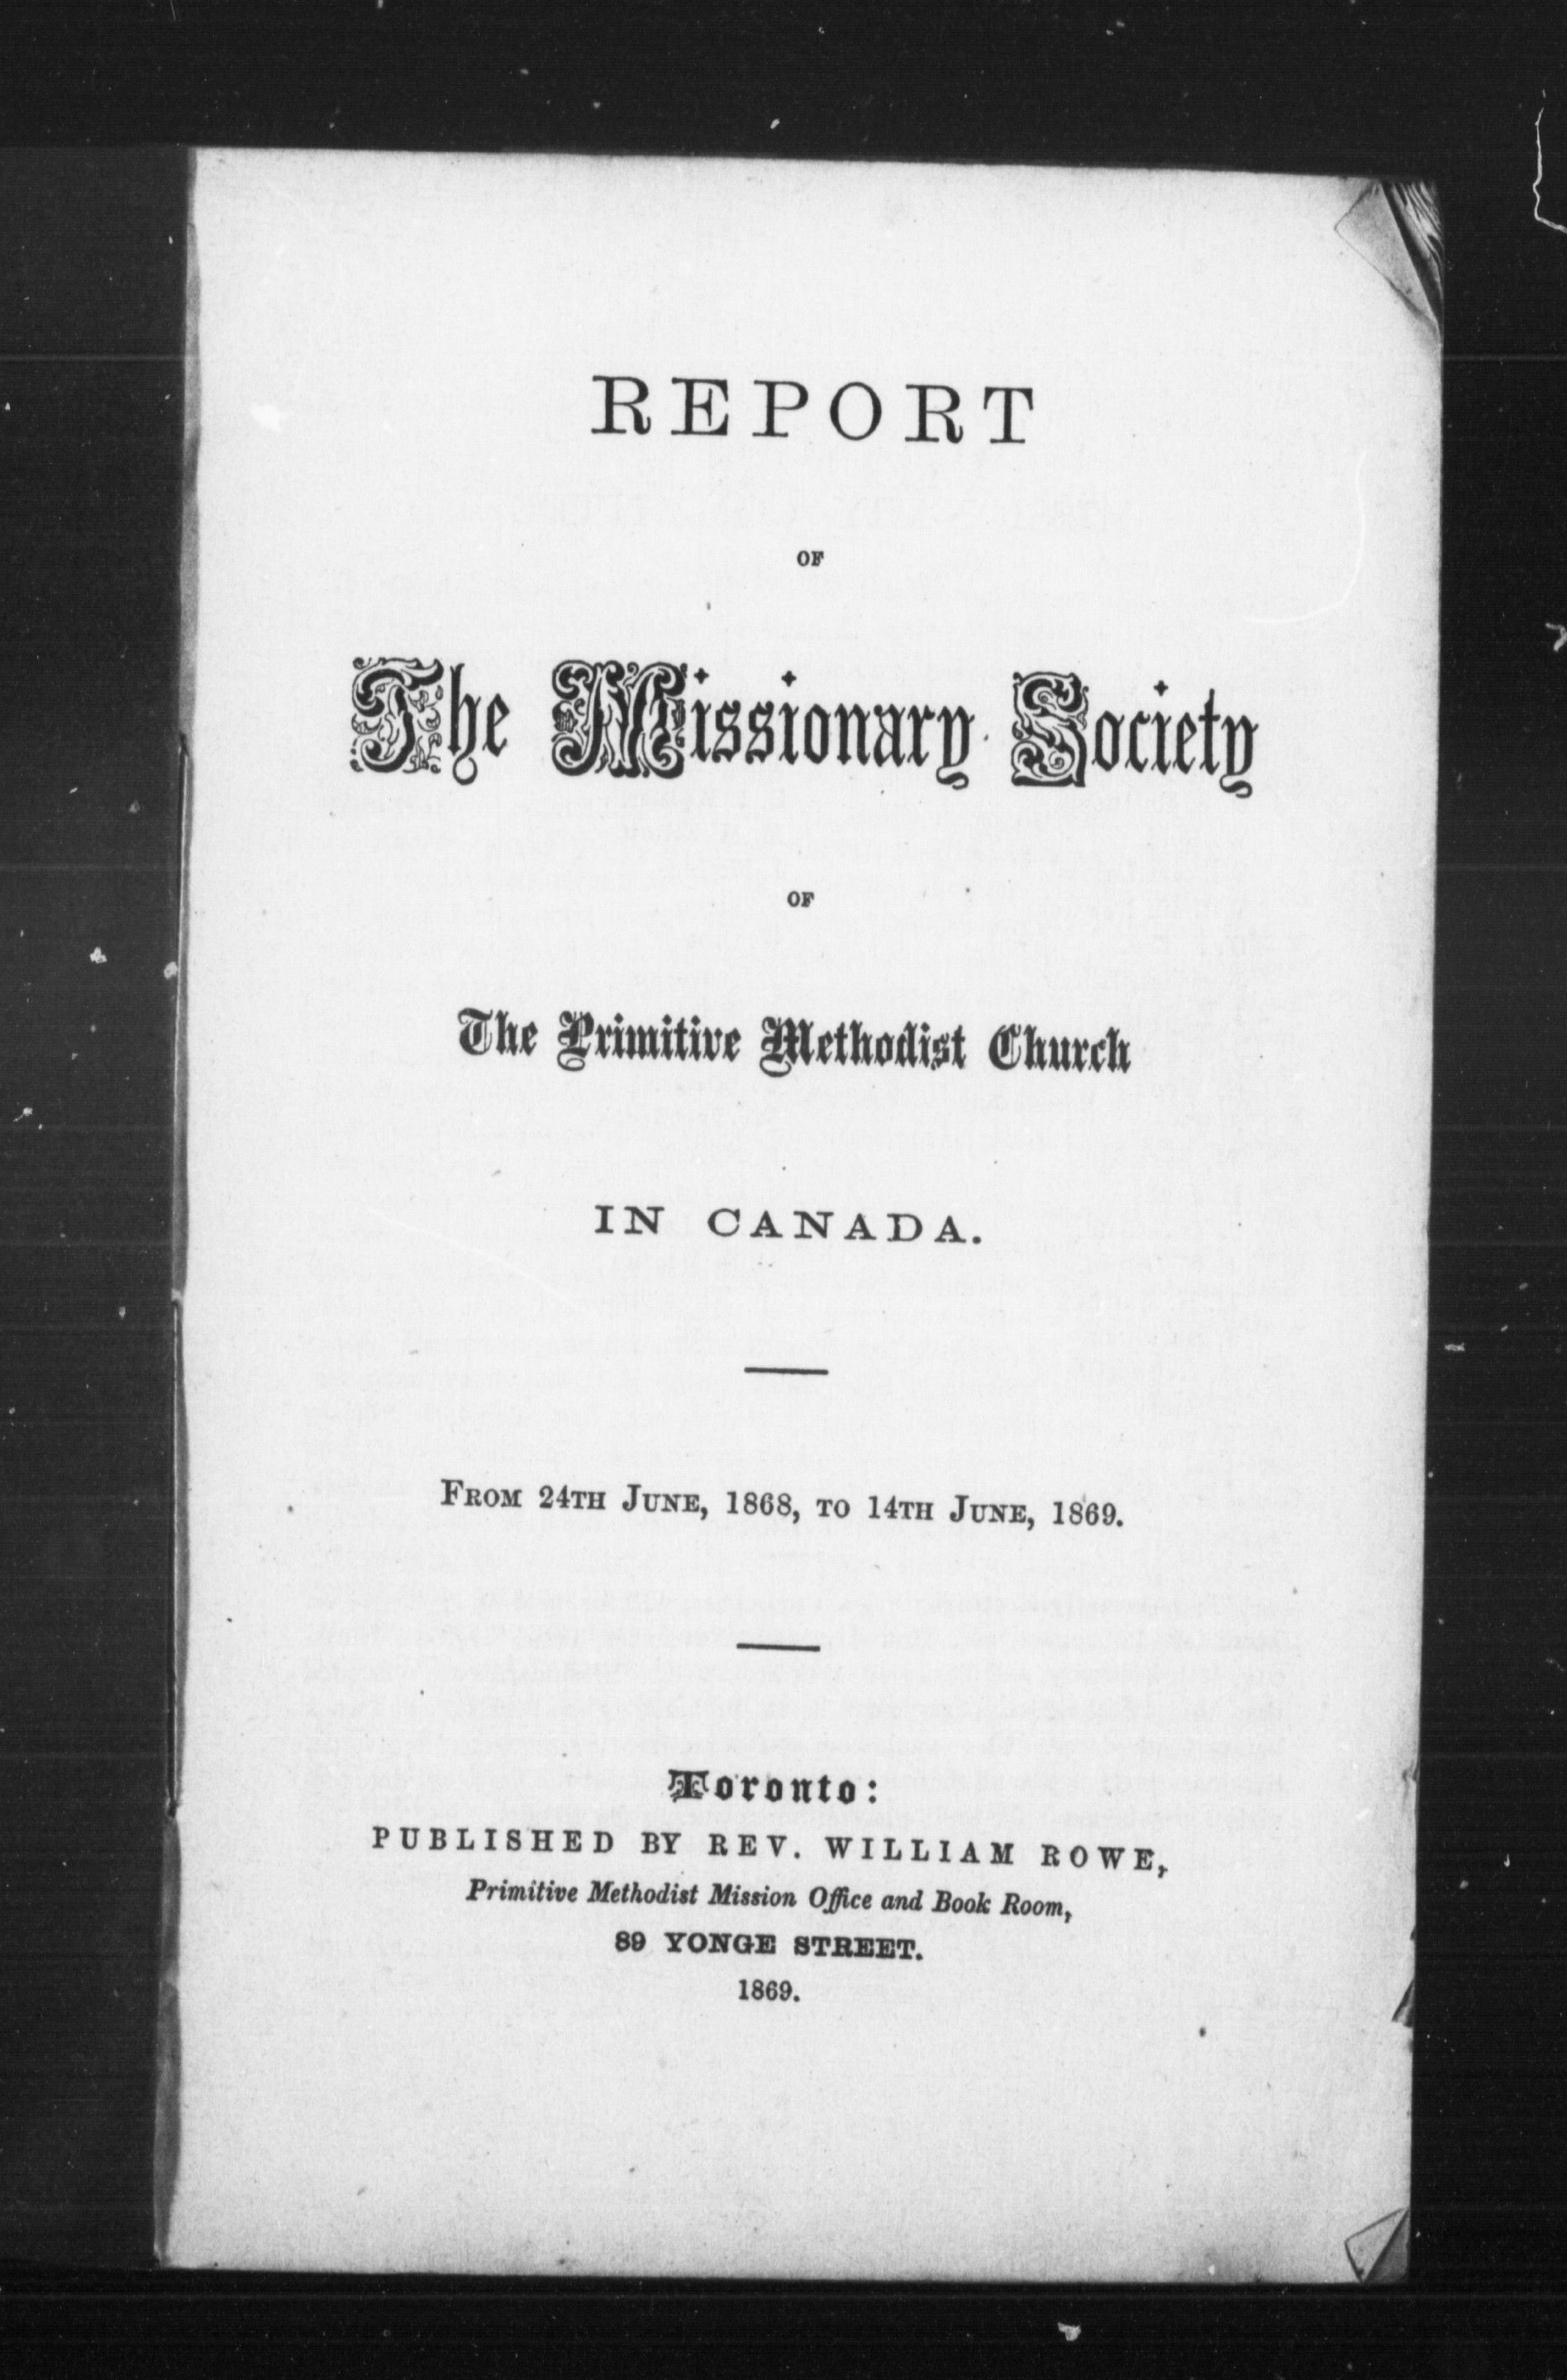 REPORT
OF
The Missionary Society
OF
The Primitive Methodist Church
IN CANADA.
FROM 24TH JUNE, 1868, TO 14TH JUNE, 1869.
Toronto:
PUBLISHED BY REV. WILLIAM ROWE,
Primitive Methodist Mission Office and Book Room,
89 YONGE STREET.
1869.